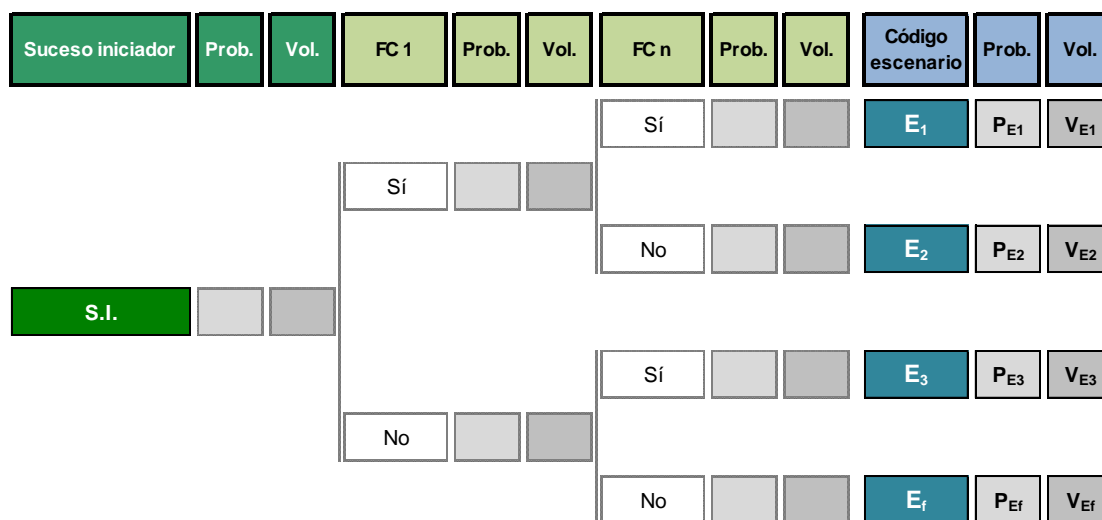 Suceso iniciador Prob. Vol. FC 1 Prob. Vol. FC n Prob. Vol. Código escenario Prob. Vol.
Sí E1 PE1 VE1
Sí
No E2 PE2 VE2
S.I.
Sí E3 PE3 VE3
No
No Ef PEf VEf